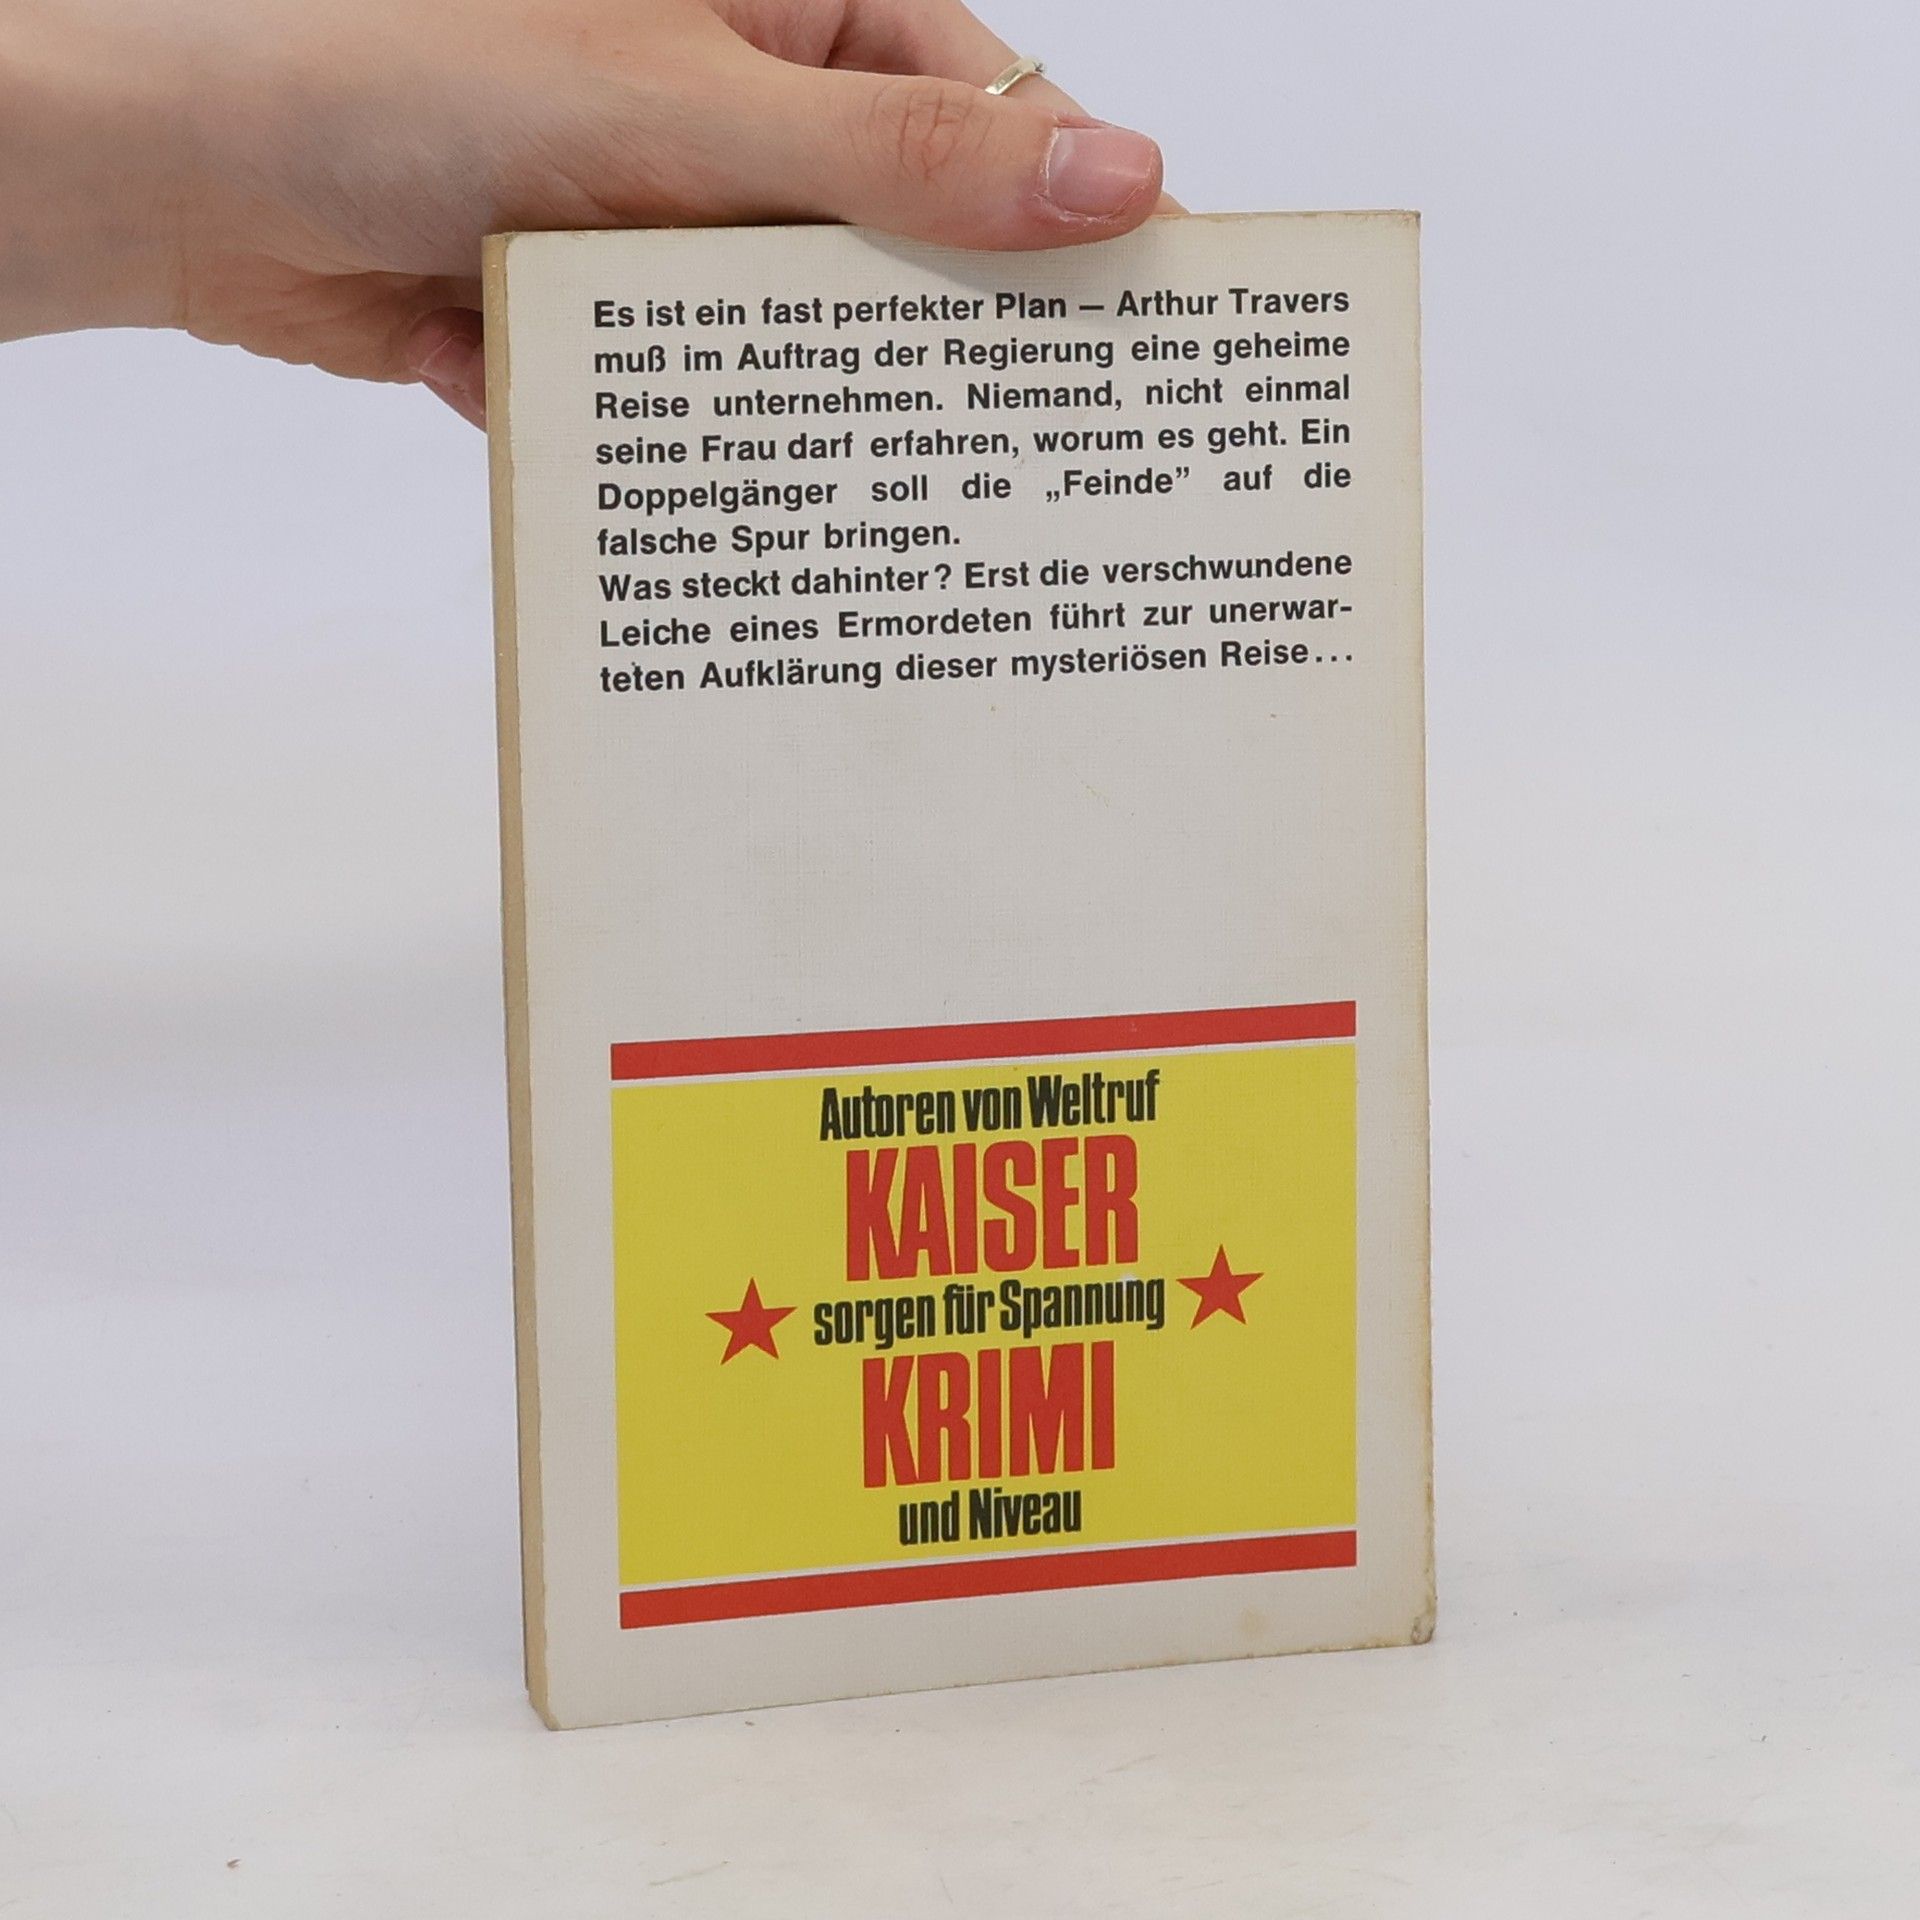 Es ist ein fast perfekter Plan — Arthur Travers
muß im Auftrag der Regierung eine geheime
Reise unternehmen. Niemand, nicht einmal
seine Frau darf erfahren, worum es geht. Ein
Doppelgänger soll die „Feinde” auf die
falsche Spur bringen.
Was steckt dahinter? Erst die verschwundene
Leiche eines Ermordeten führt zur unerwar-
teten Aufklärung dieser mysteriösen Reise...
Autoren von Weltruf
KAISER
sorgen für Spannung
KRIMI
und Niveau